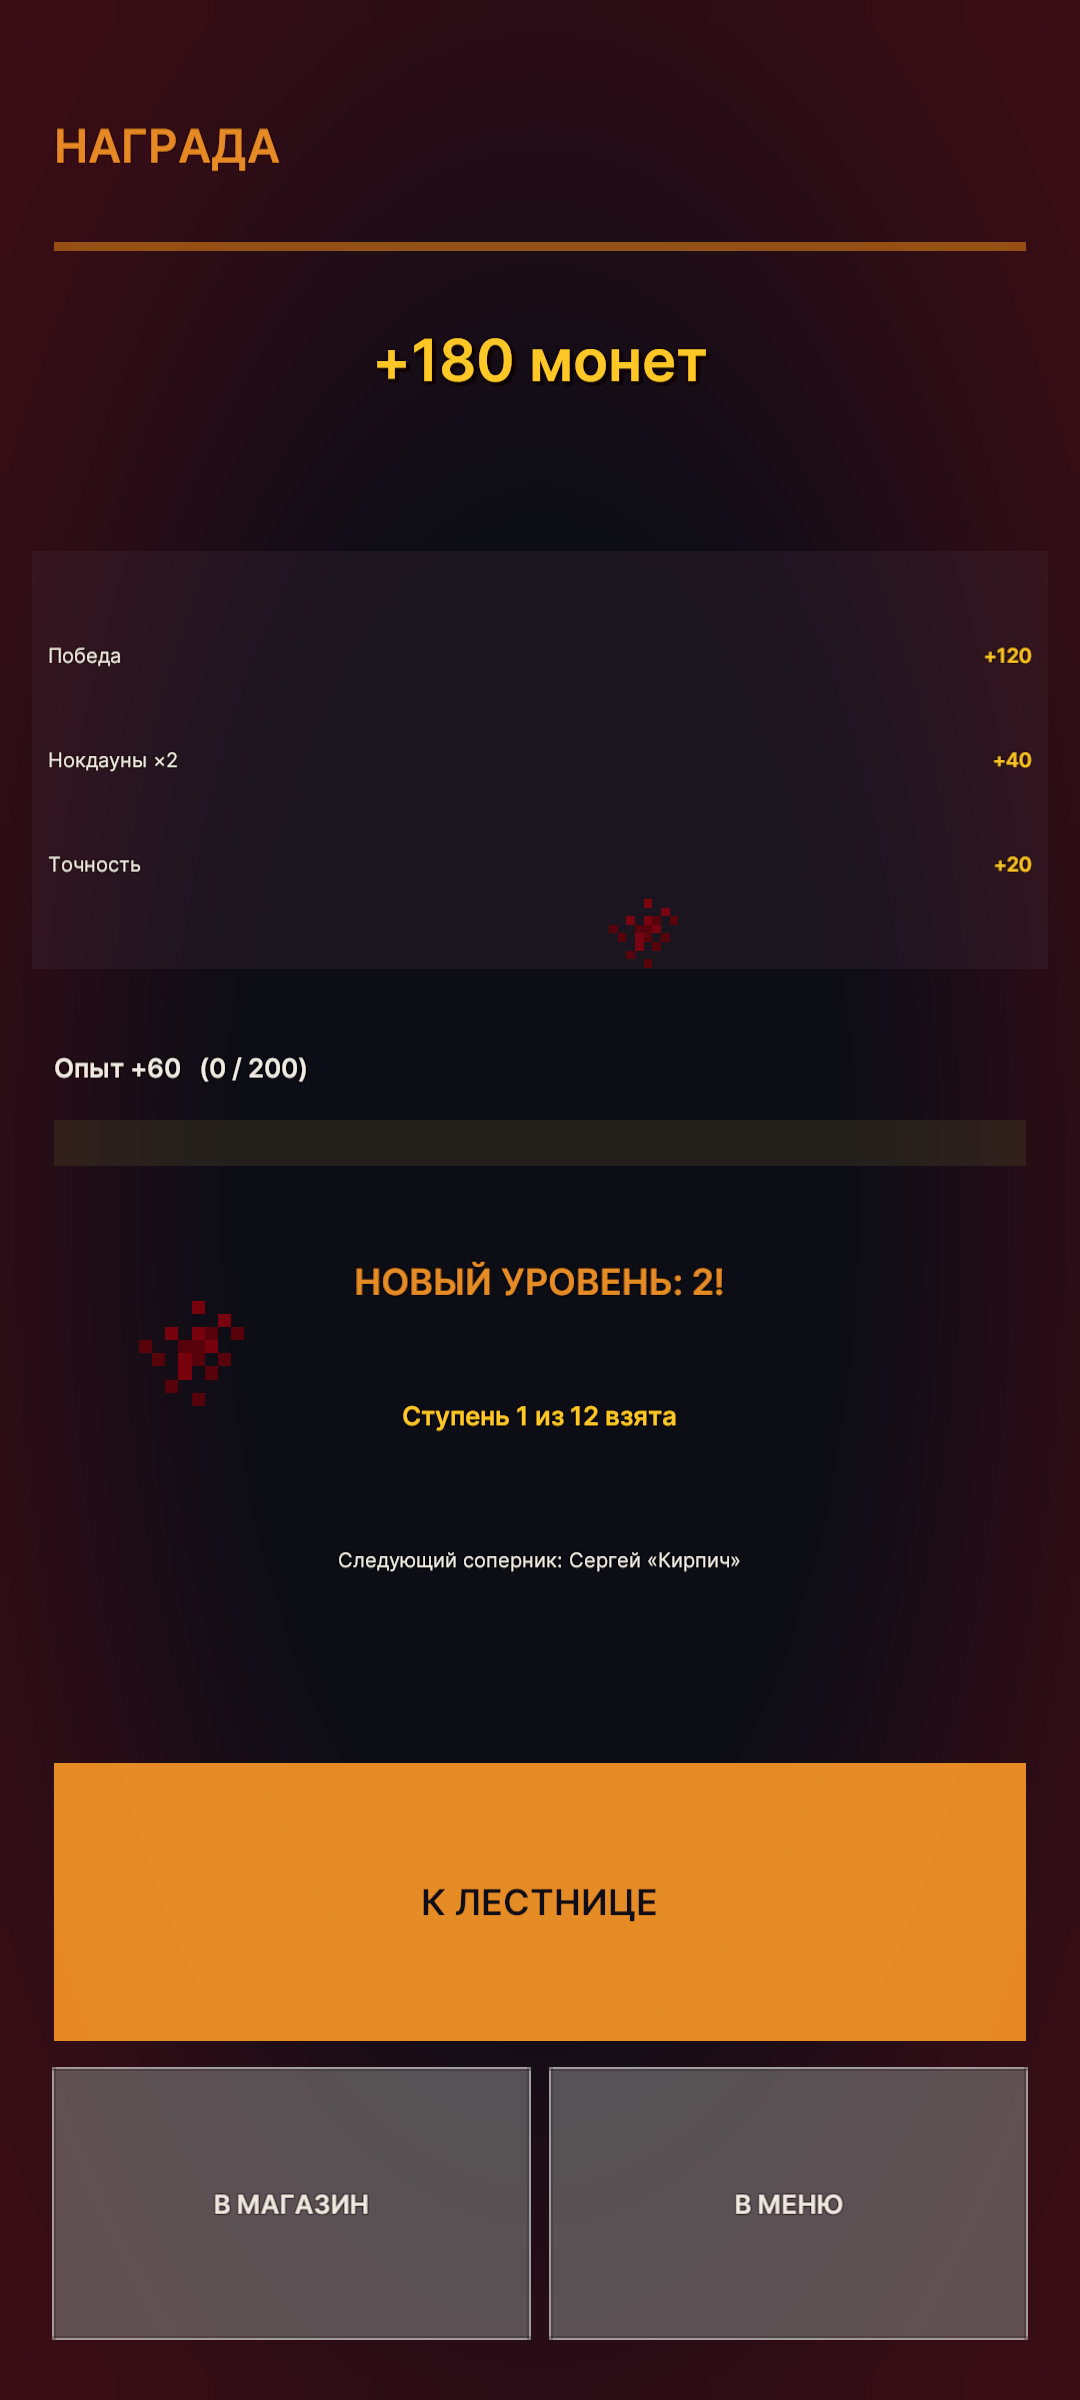 НАГРАДА
+180 монет
Победа +120
Нокдауны ×2 +40
Точность +20
Опыт +60 (0 / 200)
НОВЫЙ УРОВЕНЬ: 2!
Ступень 1 из 12 взята
Следующий соперник: Сергей «Кирпич»
К ЛЕСТНИЦЕ
В МАГАЗИН В МЕНЮ